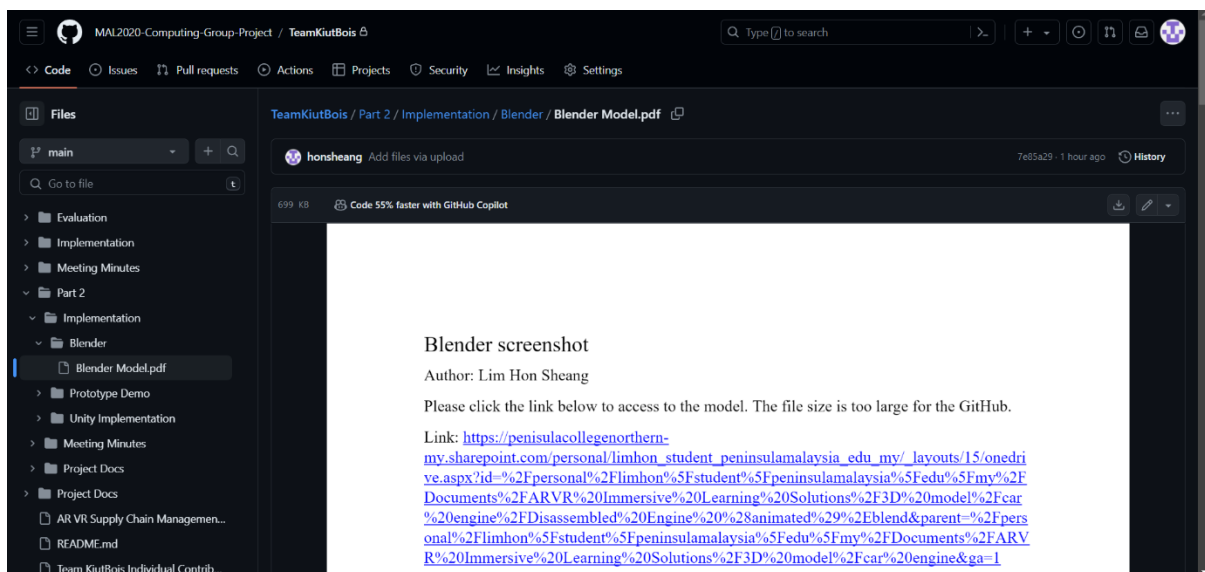 MAL2020-Computing-Group-Project / TeamKiutBois
Type / to search
Code Issues Pull requests Actions Projects Security Insights Settings
Files
TeamKiutBois / Part 2 / Implementation / Blender / Blender Model.pdf
main
honsheang Add files via upload
7e85a29 · 1 hour ago History
Go to file
t
699 KB Code 55% faster with GitHub Copilot
Evaluation
Implementation
Meeting Minutes
Part 2
Implementation
Blender
Blender Model.pdf
Prototype Demo
Unity Implementation
Meeting Minutes
Project Docs
Project Docs
AR VR Supply Chain Managemen...
README.md
Team KiutBois Individual Contrib...
Blender screenshot
Author: Lim Hon Sheang
Please click the link below to access to the model. The file size is too large for the GitHub.
Link: https://penisulacollegenorthern-
my.sharepoint.com/personal/limhon_student_peninsulamalaysia_edu_my/_layouts/15/onedri
ve.aspx?id=%2Fpersonal%2Flimhon%5Fstudent%5Fpeninsulamalaysia%5Fedu%5Fmy%2F
Documents%2FARVR%20Immersive%20Learning%20Solutions%2F3D%20model%2Fcar
%20engine%2FDisassembled%20Engine%20%28animated%29%2Eblend&parent=%2Fpers
onal%2Flimhon%5Fstudent%5Fpeninsulamalaysia%5Fedu%5Fmy%2FDocuments%2FARV
R%20Immersive%20Learning%20Solutions%2F3D%20model%2Fcar%20engine&ga=1